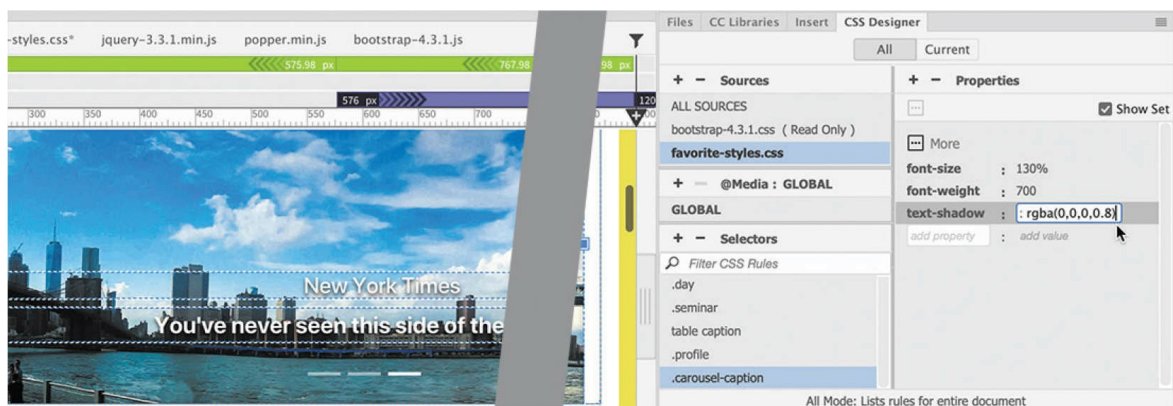 Files CC Libraries Insert CSS Designer
-styles.css* jquery-3.3.1.min.js popper.min.js bootstrap-4.3.1.js
All Current
575.98 px 767.98 98 px
+ − Sources
+ − Properties
576 px 120
ALL SOURCES
Show Set
300 350 400 450 500 550 600 650 700
bootstrap-4.3.1.css ( Read Only )
favorite-styles.css
More
font-size : 130%
+ − @Media : GLOBAL
font-weight : 700
GLOBAL
text-shadow : : rgba(0,0,0,0.8)
add property : add value
+ − Selectors
Filter CSS Rules
New York Times
.day
.seminar
You've never seen this side of the
table caption
.profile
.carousel-caption
All Mode: Lists rules for entire document